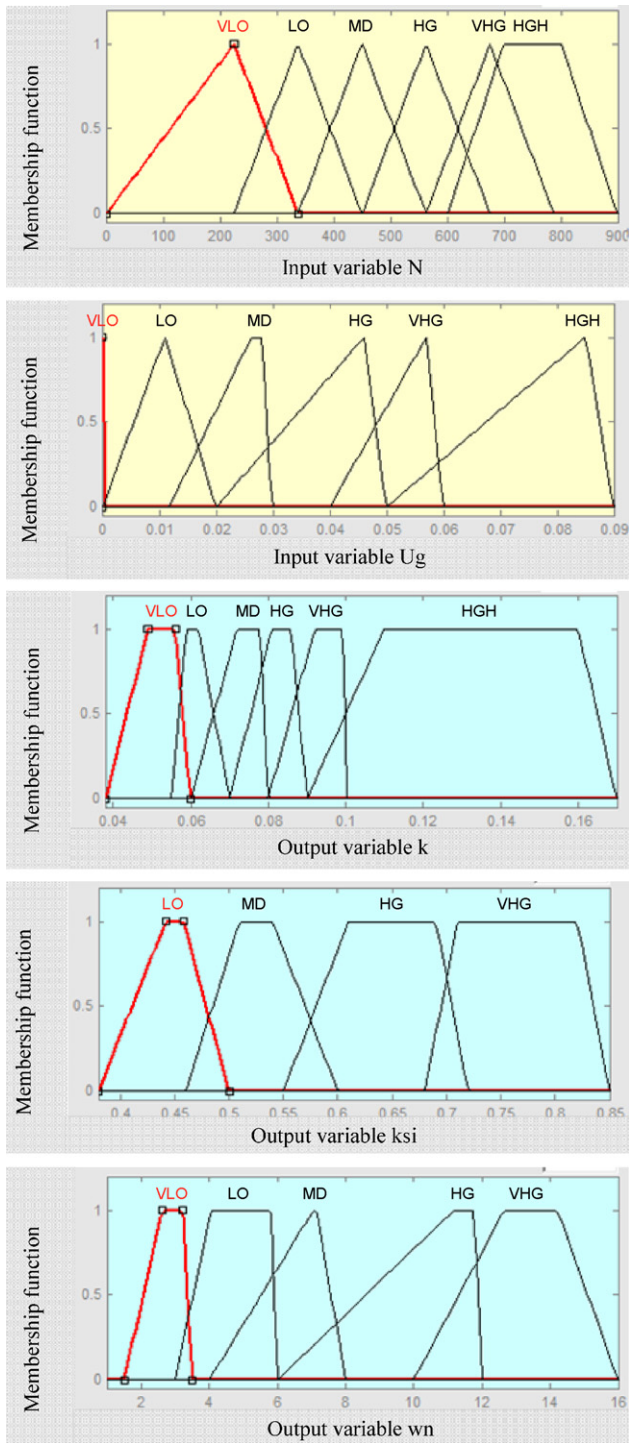 VLO LO MD HG VHG HGH
1
0.5
0
Membership function
0 100 200 300 400 500 600 700 800 900
Input variable N
VLO LO MD HG VHG HGH
1
0.5
0
Membership function
0 0.01 0.02 0.03 0.04 0.05 0.06 0.07 0.08 0.09
Input variable Ug
VLO LO MD HG VHG HGH
1
0.5
0
Membership function
0.04 0.06 0.08 0.1 0.12 0.14 0.16
Output variable k
LO MD HG VHG
1
0.5
0
Membership function
0.4 0.45 0.5 0.55 0.6 0.65 0.7 0.75 0.8 0.85
Output variable ksi
VLO LO MD HG VHG
1
0.5
0
Membership function
2 4 6 8 10 12 14 16
Output variable wn